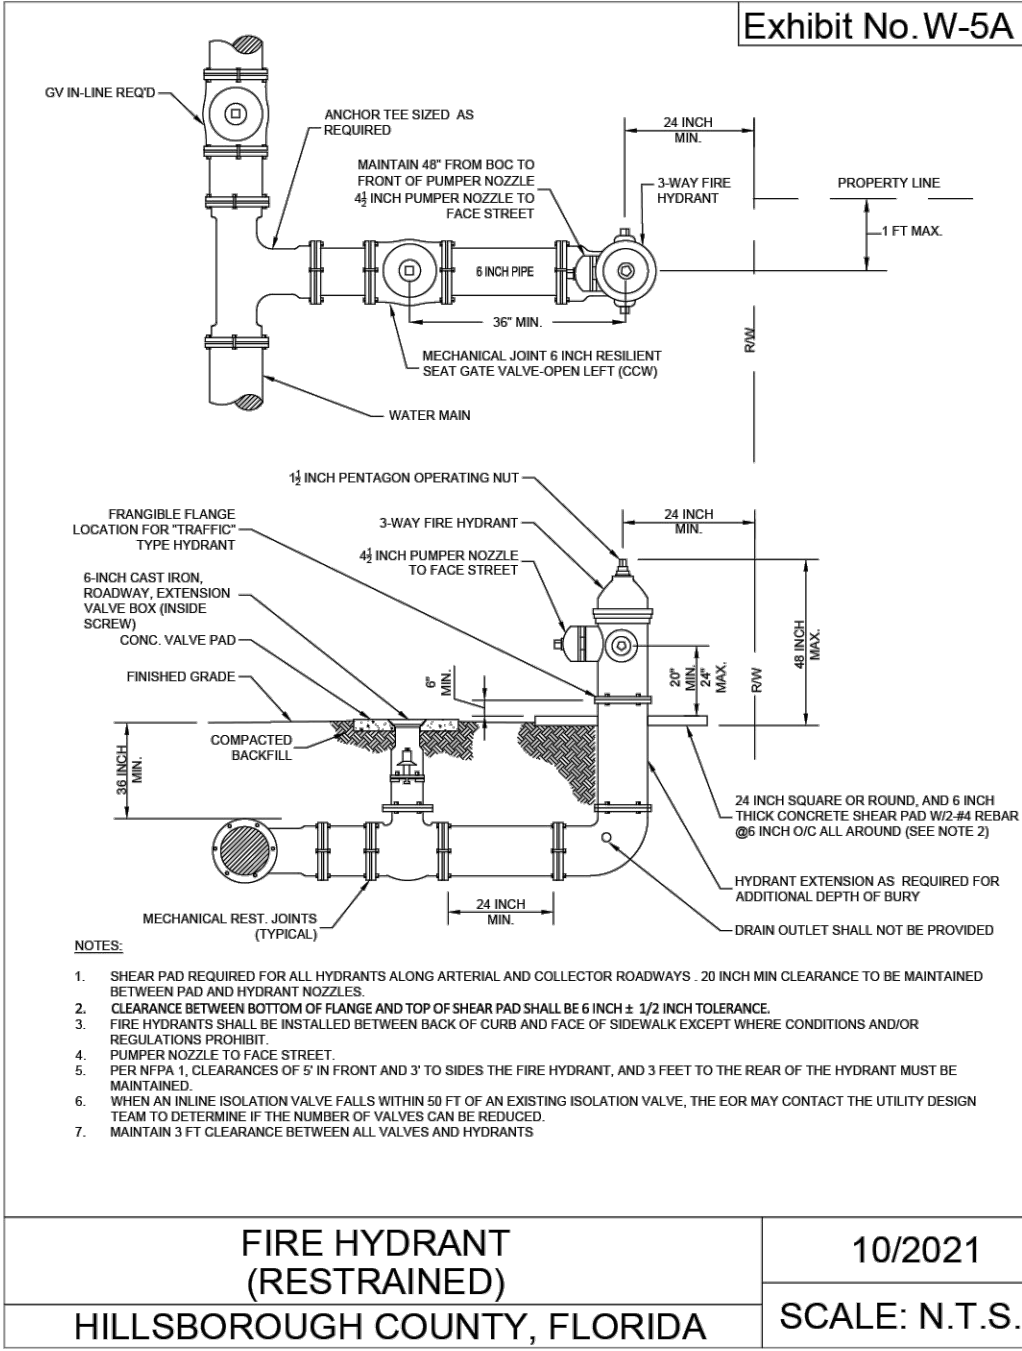 Exhibit No. W-5A
GV IN-LINE REQ'D
ANCHOR TEE SIZED AS
REQUIRED
24 INCH
MIN.
MAINTAIN 48" FROM BOC TO
FRONT OF PUMPER NOZZLE
4½ INCH PUMPER NOZZLE TO
FACE STREET
3-WAY FIRE
HYDRANT
PROPERTY LINE
1 FT MAX.
6 INCH PIPE
36" MIN.
R/W
MECHANICAL JOINT 6 INCH RESILIENT
SEAT GATE VALVE-OPEN LEFT (CCW)
WATER MAIN
1½ INCH PENTAGON OPERATING NUT
FRANGIBLE FLANGE
LOCATION FOR "TRAFFIC"
TYPE HYDRANT
3-WAY FIRE HYDRANT
24 INCH
MIN.
4½ INCH PUMPER NOZZLE
TO FACE STREET
6-INCH CAST IRON,
ROADWAY, EXTENSION
VALVE BOX (INSIDE
SCREW)
CONC. VALVE PAD
FINISHED GRADE
6"
MIN.
20"
MIN.
24"
MAX.
R/W
48 INCH
MAX.
COMPACTED
BACKFILL
36 INCH
MIN.
24 INCH SQUARE OR ROUND, AND 6 INCH
THICK CONCRETE SHEAR PAD W/2-#4 REBAR
@6 INCH O/C ALL AROUND (SEE NOTE 2)
HYDRANT EXTENSION AS REQUIRED FOR
ADDITIONAL DEPTH OF BURY
24 INCH
MIN.
MECHANICAL REST. JOINTS
(TYPICAL)
DRAIN OUTLET SHALL NOT BE PROVIDED
NOTES:
1. SHEAR PAD REQUIRED FOR ALL HYDRANTS ALONG ARTERIAL AND COLLECTOR ROADWAYS . 20 INCH MIN CLEARANCE TO BE MAINTAINED
BETWEEN PAD AND HYDRANT NOZZLES.
2. CLEARANCE BETWEEN BOTTOM OF FLANGE AND TOP OF SHEAR PAD SHALL BE 6 INCH ± 1/2 INCH TOLERANCE.
3. FIRE HYDRANTS SHALL BE INSTALLED BETWEEN BACK OF CURB AND FACE OF SIDEWALK EXCEPT WHERE CONDITIONS AND/OR
REGULATIONS PROHIBIT.
4. PUMPER NOZZLE TO FACE STREET.
5. PER NFPA 1, CLEARANCES OF 5' IN FRONT AND 3' TO SIDES THE FIRE HYDRANT, AND 3 FEET TO THE REAR OF THE HYDRANT MUST BE
MAINTAINED.
6. WHEN AN INLINE ISOLATION VALVE FALLS WITHIN 50 FT OF AN EXISTING ISOLATION VALVE, THE EOR MAY CONTACT THE UTILITY DESIGN
TEAM TO DETERMINE IF THE NUMBER OF VALVES CAN BE REDUCED.
7. MAINTAIN 3 FT CLEARANCE BETWEEN ALL VALVES AND HYDRANTS
FIRE HYDRANT
(RESTRAINED)
HILLSBOROUGH COUNTY, FLORIDA
10/2021
SCALE: N.T.S.